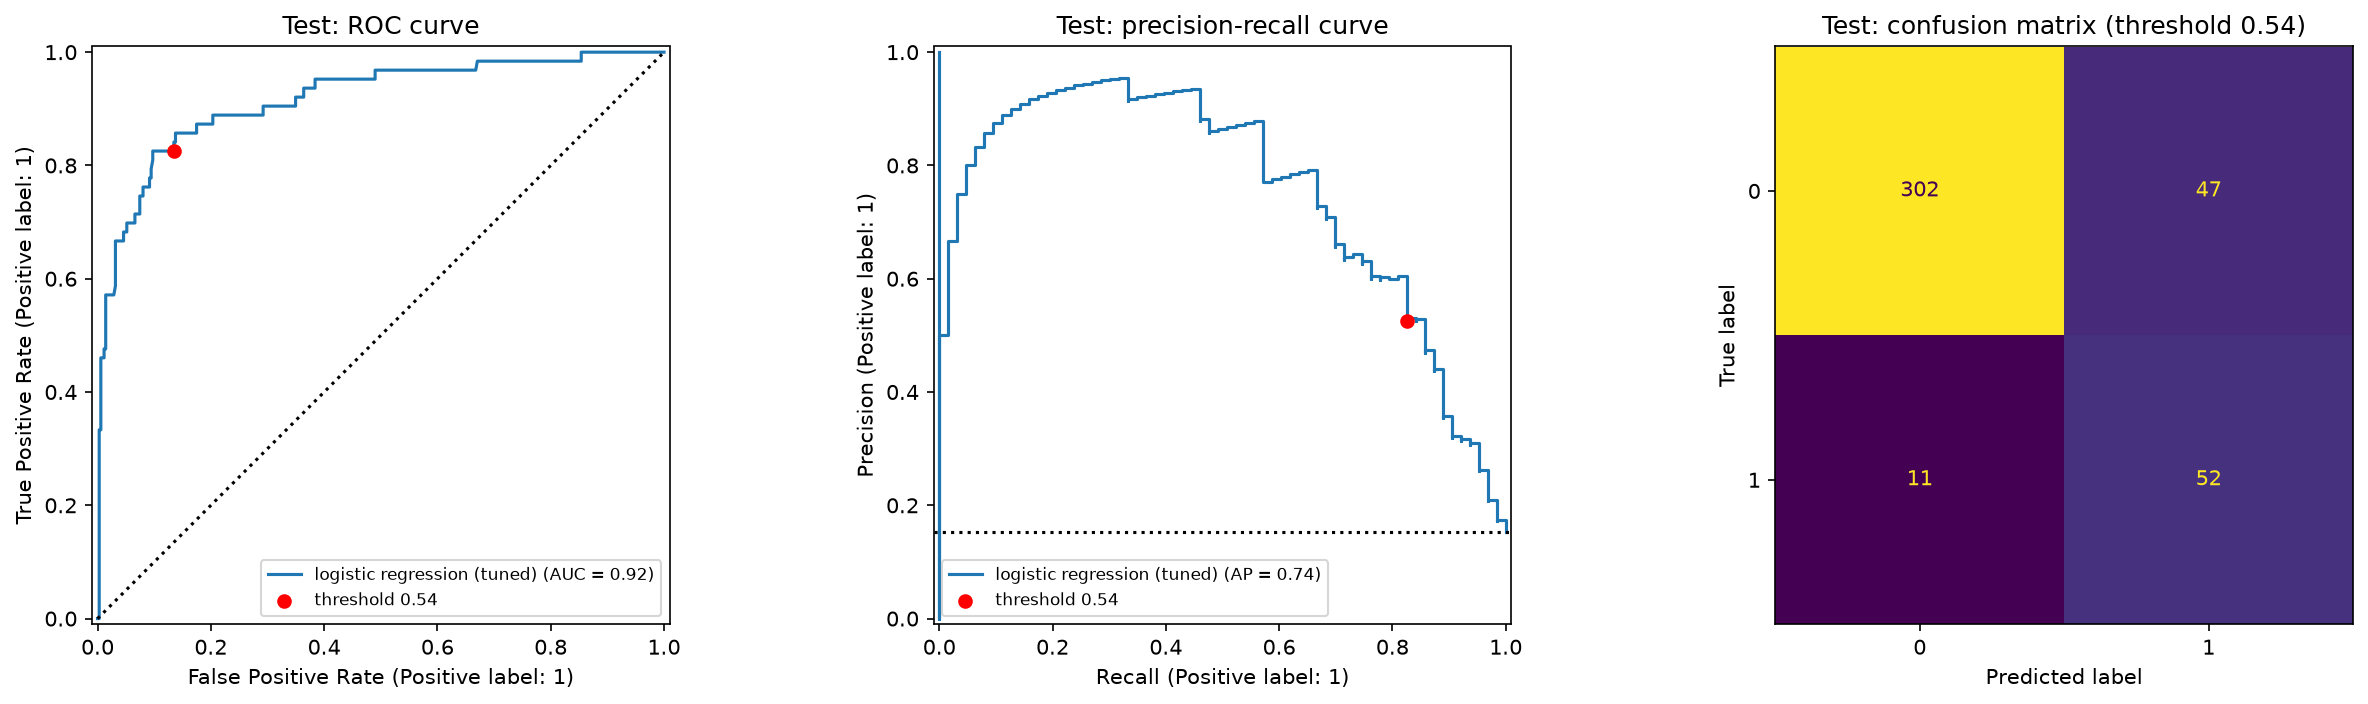 Test: ROC curve
True Positive Rate (Positive label: 1)
1.0
0.8
0.6
0.4
0.2
0.0
0.0 0.2 0.4 0.6 0.8 1.0
False Positive Rate (Positive label: 1)
logistic regression (tuned) (AUC = 0.92)
threshold 0.54
Test: precision-recall curve
Precision (Positive label: 1)
1.0
0.8
0.6
0.4
0.2
0.0
0.0 0.2 0.4 0.6 0.8 1.0
Recall (Positive label: 1)
logistic regression (tuned) (AP = 0.74)
threshold 0.54
Test: confusion matrix (threshold 0.54)
True label
0
302 47
1
11 52
0 1
Predicted label